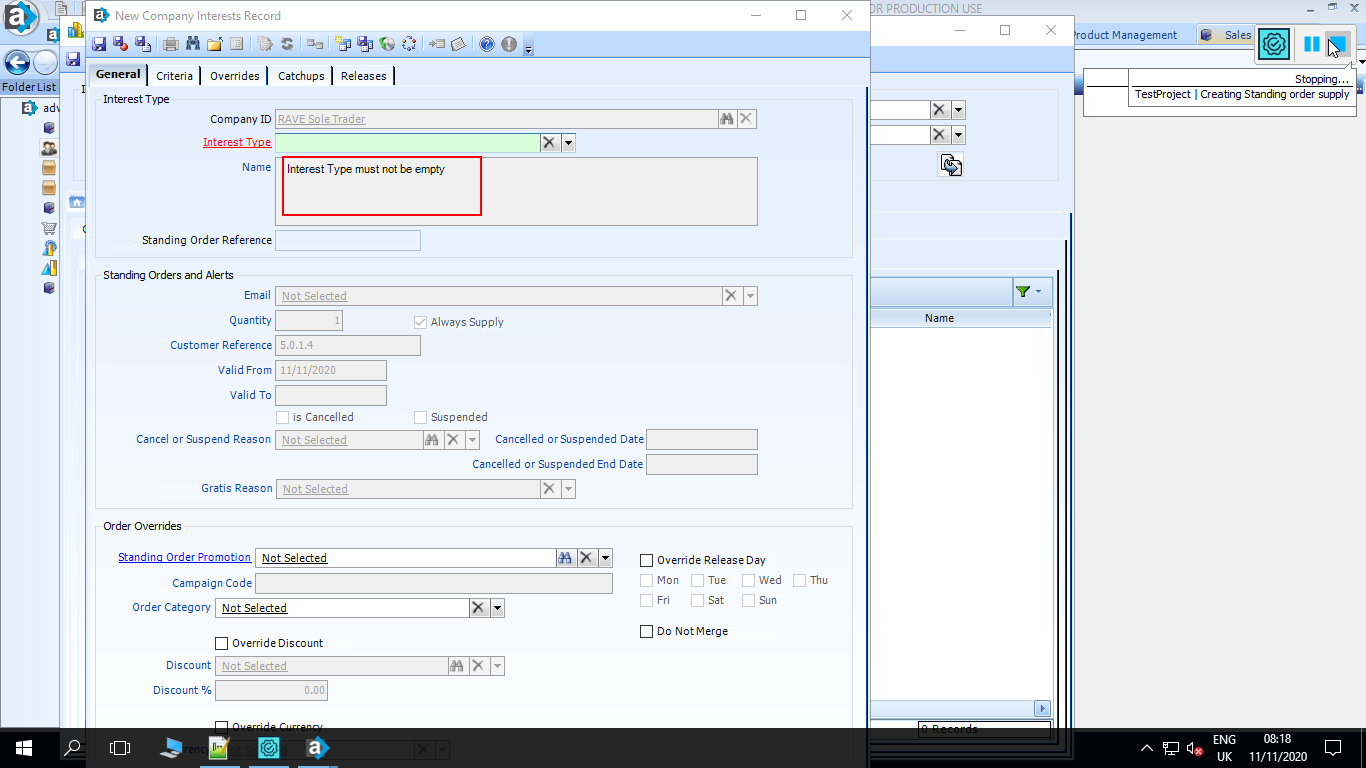 New Company Interests Record
OR PRODUCTION USE
Product Management
Sales
Folder List
adv
General
Criteria
Overrides
Catchups
Releases
Stopping...
TestProject | Creating Standing order supply
Interest Type
Company ID
RAVE Sole Trader
Interest Type
Name
Interest Type must not be empty
Standing Order Reference
Standing Orders and Alerts
Email
Not Selected
Quantity
1
Always Supply
Customer Reference
5.0.1.4
Name
Valid From
11/11/2020
Valid To
is Cancelled
Suspended
Cancel or Suspend Reason
Not Selected
Cancelled or Suspended Date
Cancelled or Suspended End Date
Gratis Reason
Not Selected
Order Overrides
Standing Order Promotion
Not Selected
Override Release Day
Campaign Code
Mon
Tue
Wed
Thu
Order Category
Not Selected
Fri
Sat
Sun
Do Not Merge
Override Discount
Discount
Not Selected
Discount %
0.00
Override Currency
0 Records
ENG
UK
08:18
11/11/2020